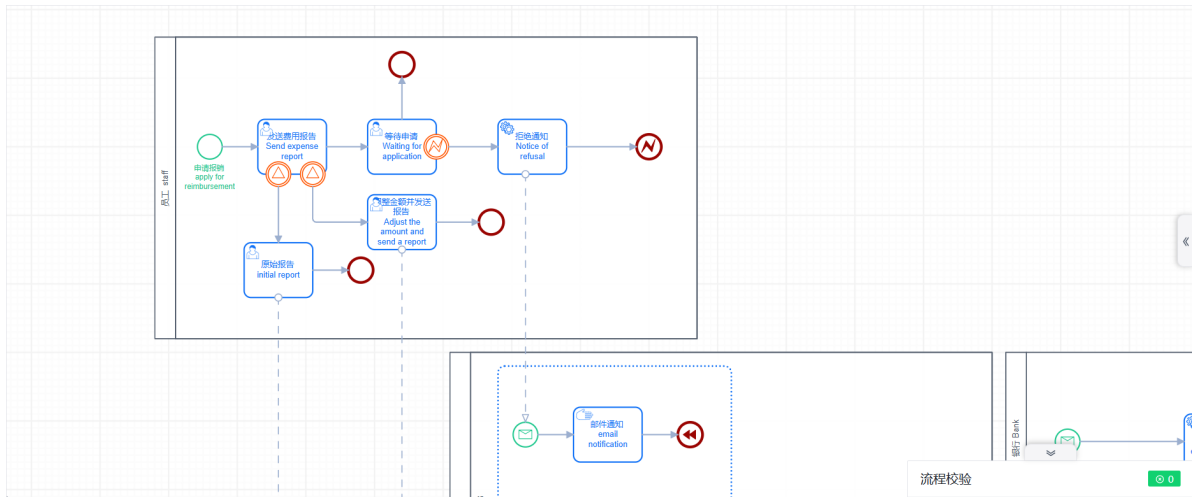 员工 staff
申请报销
apply for
reimbursement
发送费用报告
Send expense
report
等待申请
Waiting for
application
拒绝通知
Notice of
refusal
整金额并发送
报告
Adjust the
amount and
send a report
原始报告
initial report
邮件通知
email
notification
银行 Bank
流程校验
0